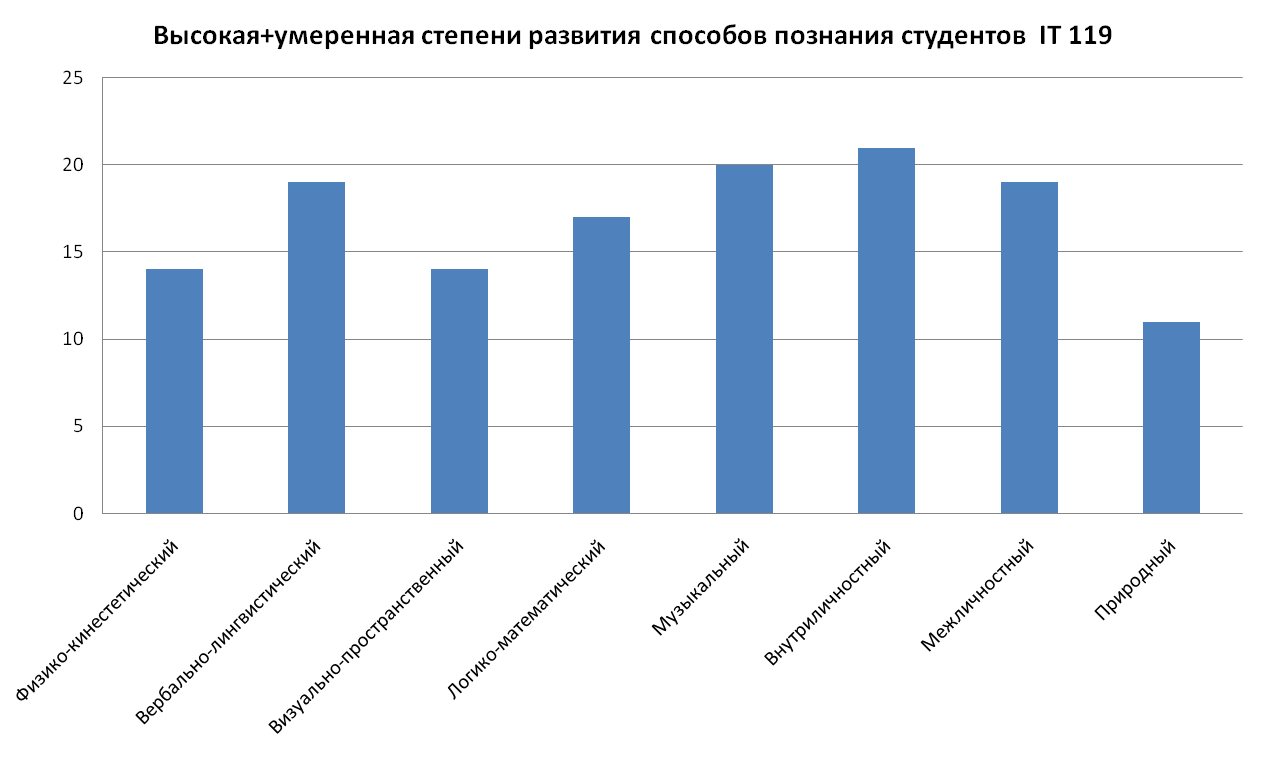 Высокая+умеренная степени развития способов познания студентов IT 119
25
20
15
10
5
0
Физико-кинестетический
Вербально-лингвистический
Визуально-пространственный
Логико-математический
Музыкальный
Внутриличностный
Межличностный
Природный